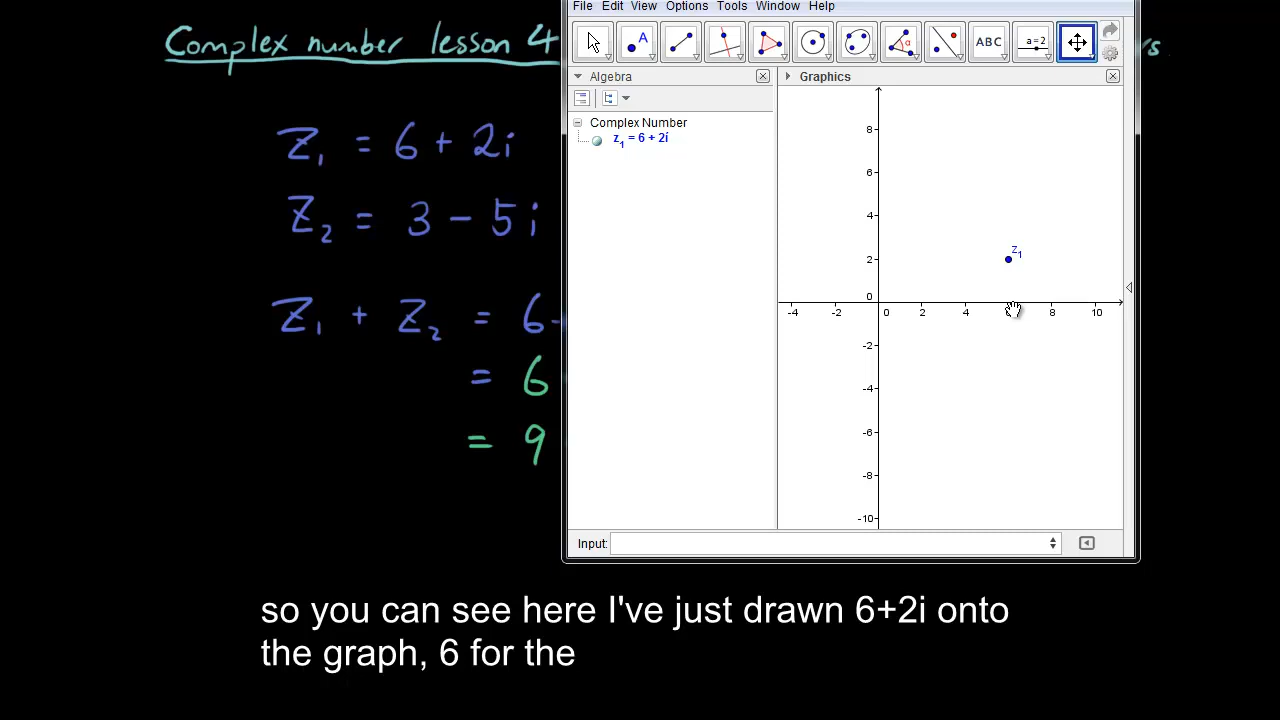 Complex number lesson 4
rs
Z₁ = 6 + 2i
Z₂ = 3 - 5i
Z₁ + Z₂ = 6
= 6
= 9
File Edit View Options Tools Window Help
A
α
ABC
a=2
Algebra
Graphics
Complex Number
z₁ = 6 + 2í
8
6
4
2
0
-4 -2 0 2 4 6 8 10
-2
-4
-6
-8
-10
z₁
Input:
so you can see here I've just drawn 6+2i onto
the graph, 6 for the